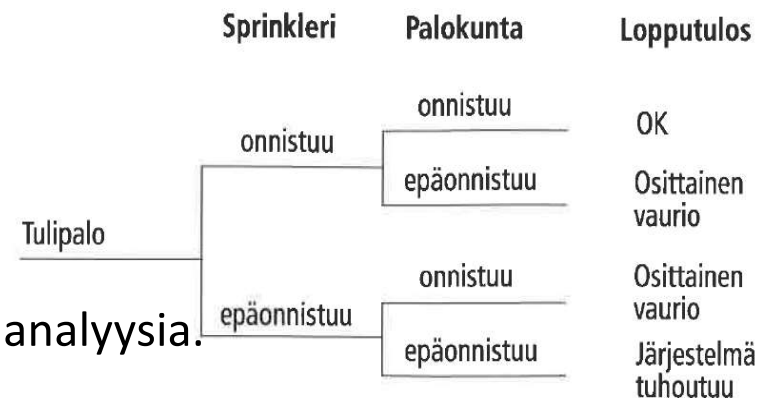 Sprinkleri Palokunta Lopputulos
onnistuu
OK
onnistuu
epäonnistuu
Osittainen
vaurio
Tulipalo
onnistuu
Osittainen
vaurio
epäonnistuu
analyysia.
epäonnistuu
Järjestelmä
tuhoutuu